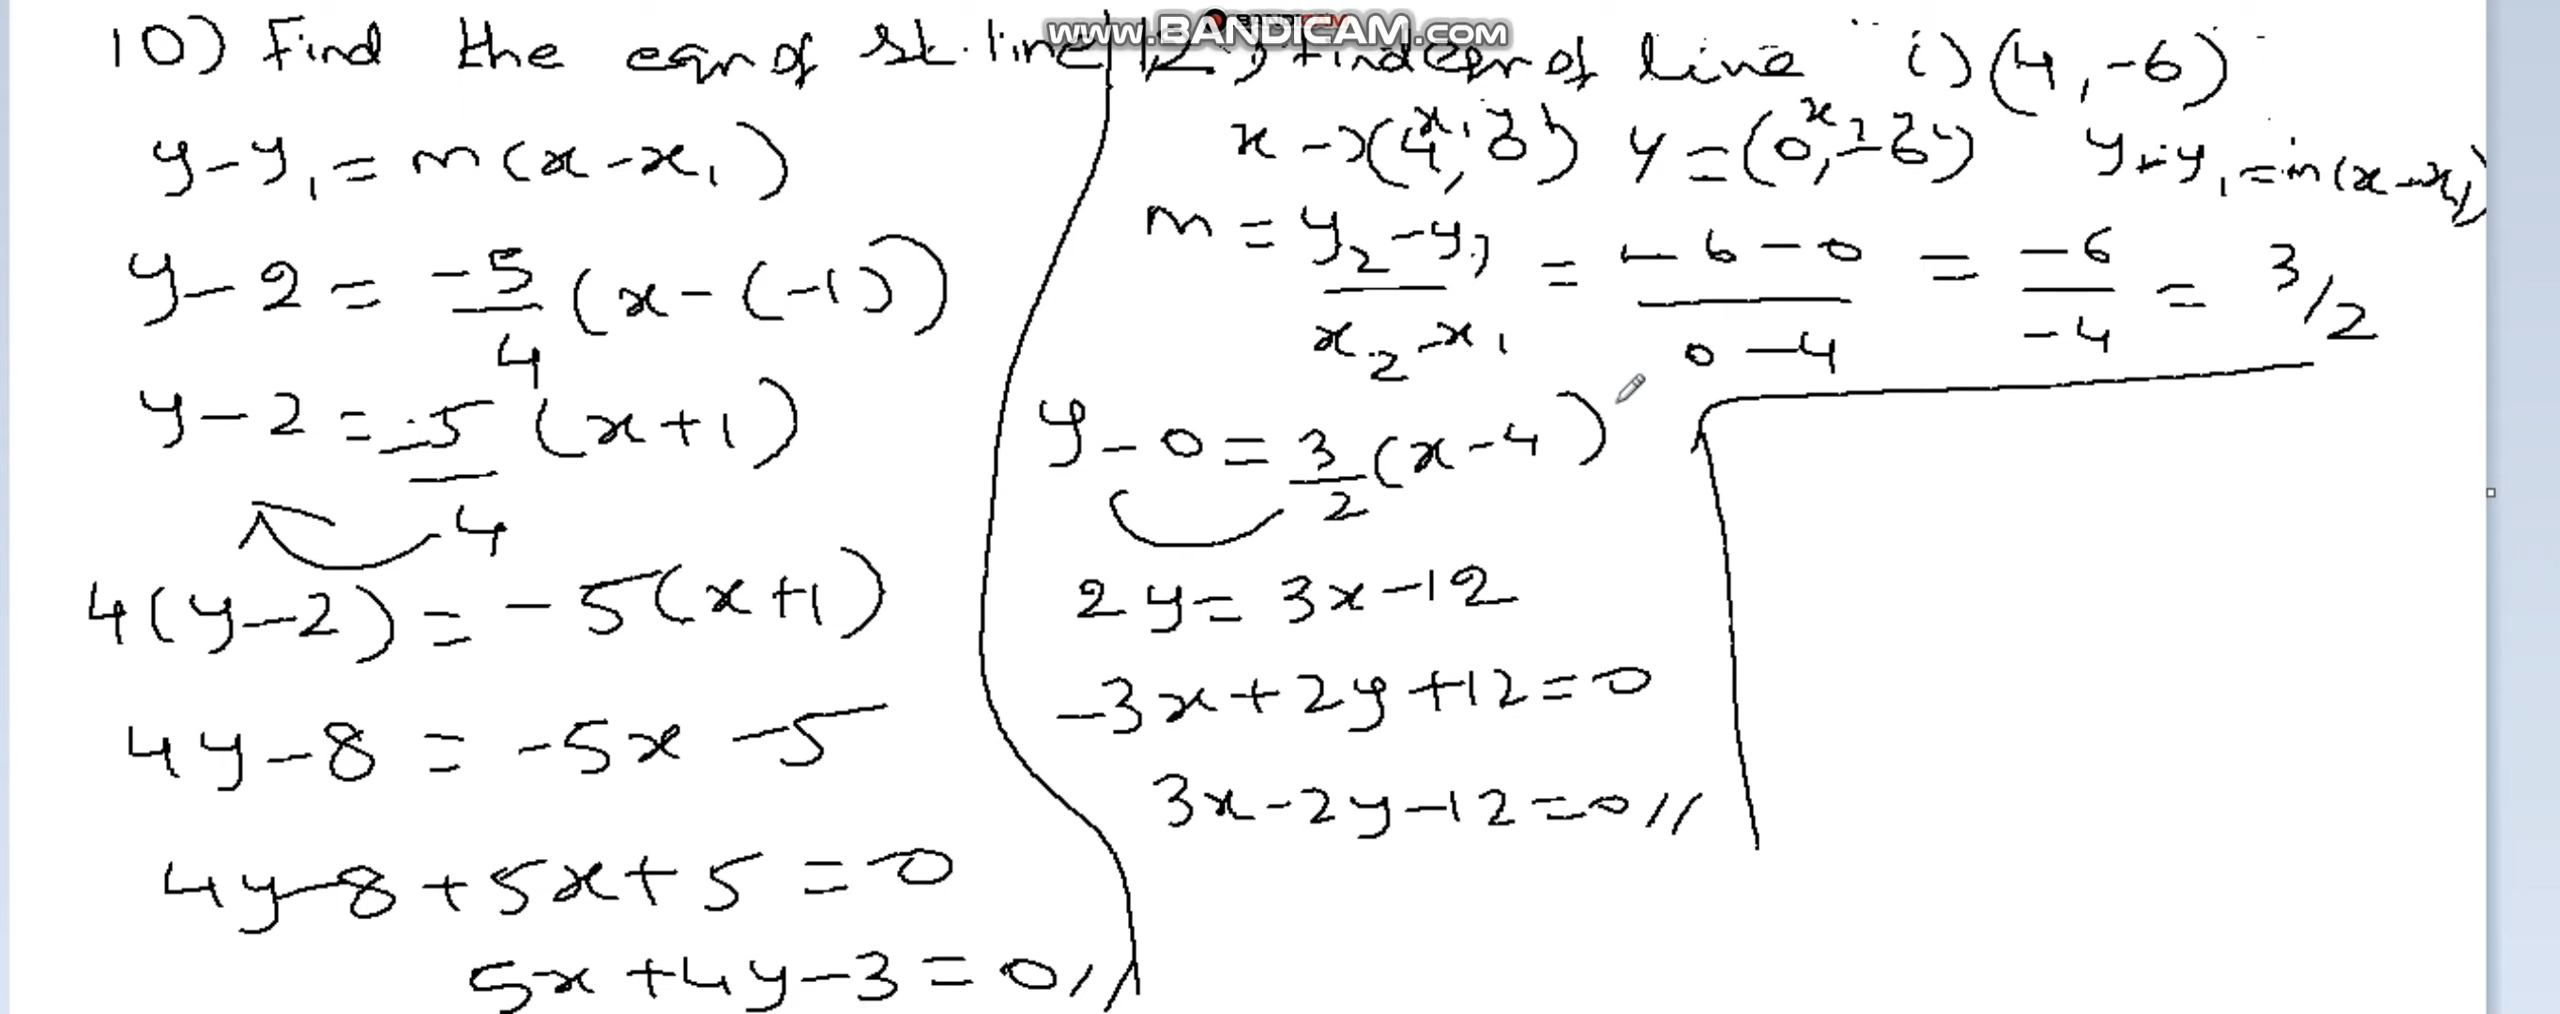 www.BANDICAM.com
10) Find the eqn of st. line
y-y₁ = m(x-x₁)
y-2 = -5/4 (x-(-1))
y-2 = -5/4 (x+1)
4(y-2) = -5(x+1)
4y-8 = -5x-5
4y-8+5x+5 = 0
5x+4y-3 = 0 //
12.) Find eqn of line i) (4,-6)
x → (4, 0) y = (0, -6) y-y₁ = m(x-x₁)
m = y₂-y₁/x₂-x₁ = -6-0/0-4 = -6/-4 = 3/2
y-0 = 3/2 (x-4)
2y = 3x-12
-3x+2y+12=0
3x-2y-12=0 //